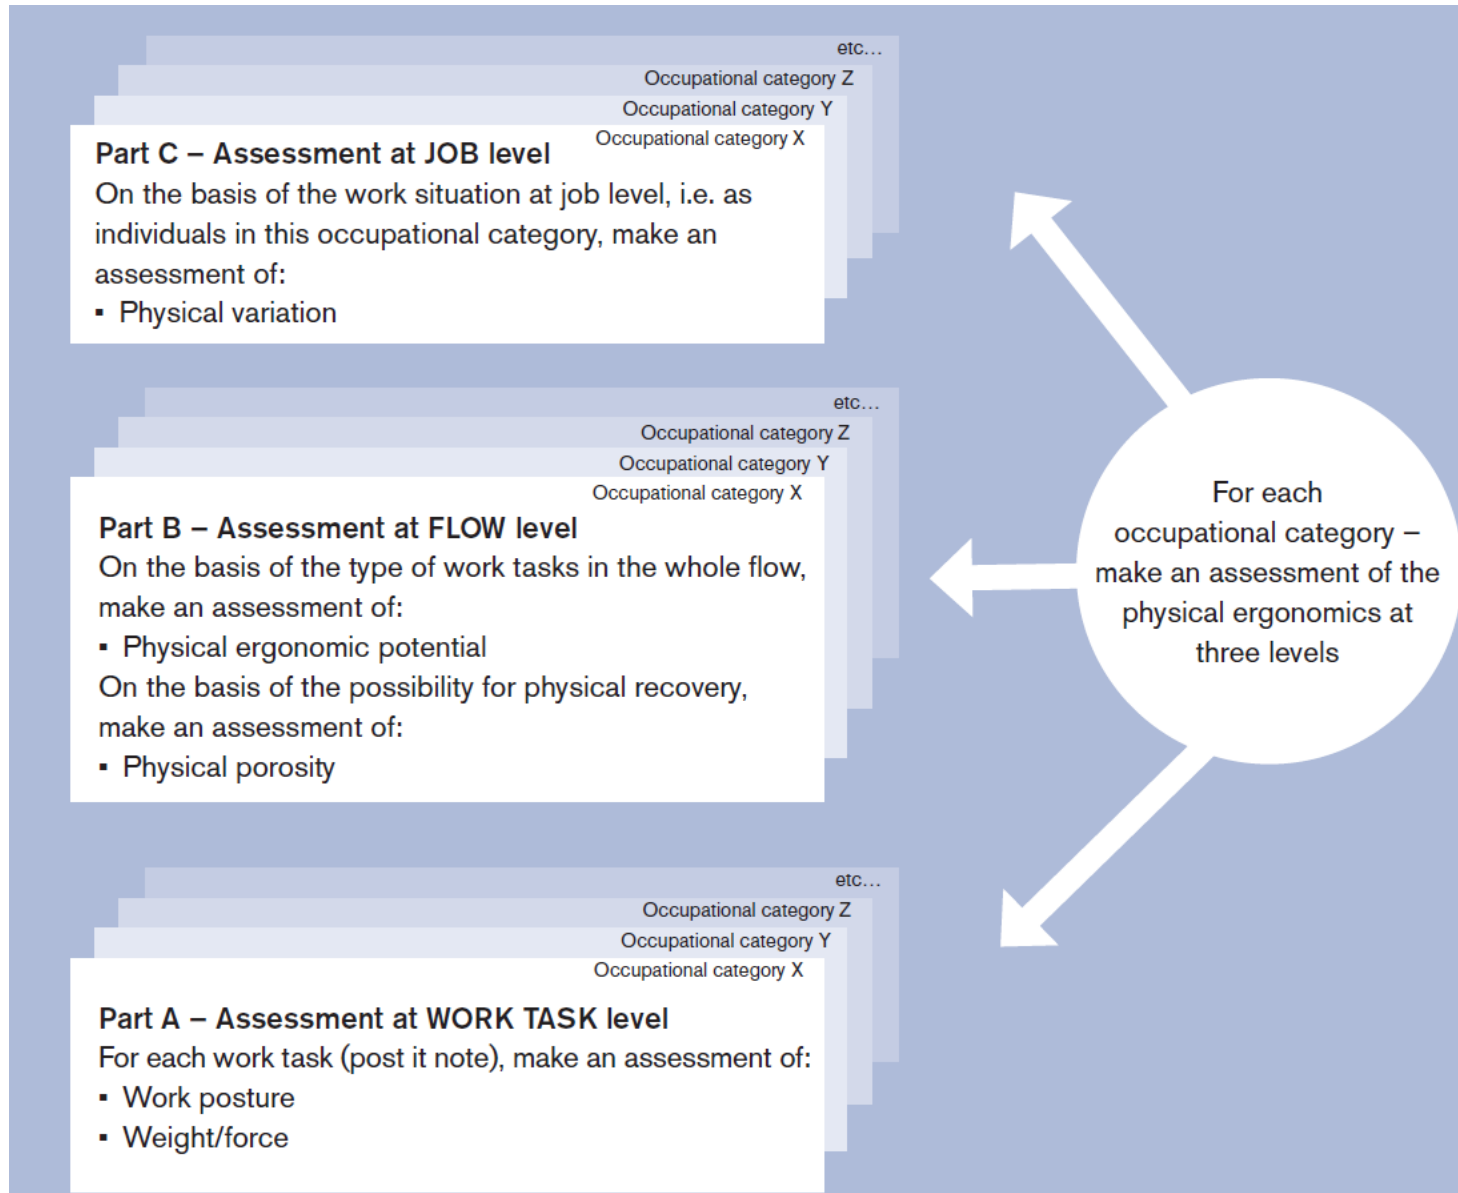 etc...
Occupational category Z
Occupational category Y
Occupational category X
Part C – Assessment at JOB level
On the basis of the work situation at job level, i.e. as
individuals in this occupational category, make an
assessment of:
▪ Physical variation
etc...
Occupational category Z
Occupational category Y
Occupational category X
Part B – Assessment at FLOW level
On the basis of the type of work tasks in the whole flow,
make an assessment of:
▪ Physical ergonomic potential
On the basis of the possibility for physical recovery,
make an assessment of:
▪ Physical porosity
etc...
Occupational category Z
Occupational category Y
Occupational category X
Part A – Assessment at WORK TASK level
For each work task (post it note), make an assessment of:
▪ Work posture
▪ Weight/force
For each
occupational category –
make an assessment of the
physical ergonomics at
three levels